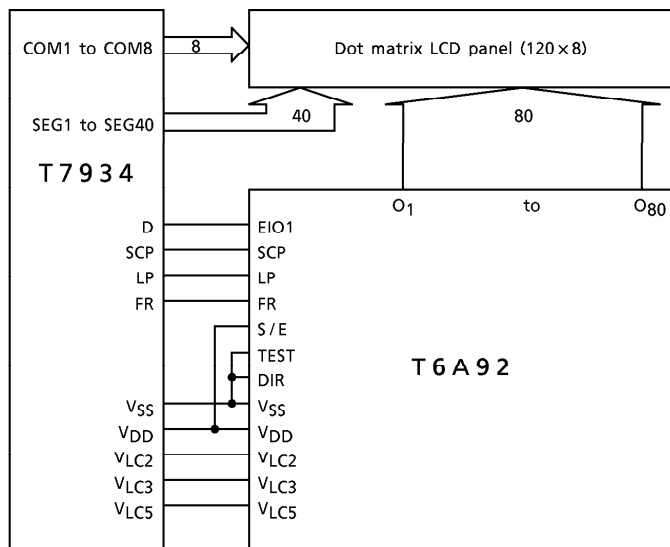 COM1 to COM8
8
Dot matrix LCD panel (120×8)
SEG1 to SEG40
40
80
T7934
O1 to O80
D
EIO1
SCP
SCP
LP
LP
FR
FR
S/E
TEST
T6A92
DIR
VSS
VSS
VDD
VDD
VLC2
VLC2
VLC3
VLC3
VLC5
VLC5